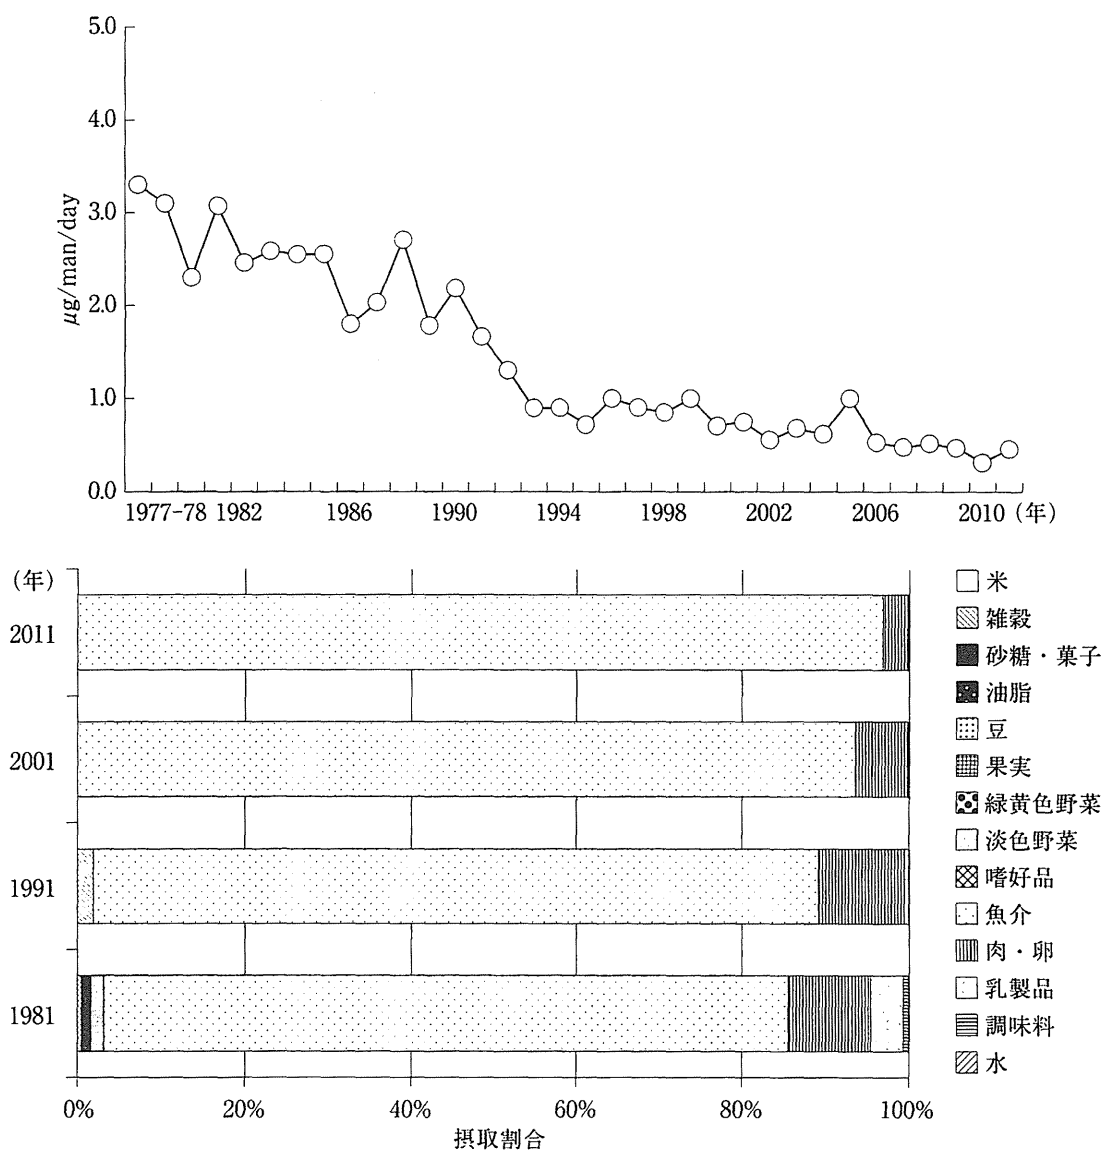 5.0
4.0
3.0
2.0
1.0
0.0
μg/man/day
1977-78 1982 1986 1990 1994 1998 2002 2006 2010 (年)
(年)
2011
2001
1991
1981
0% 20% 40% 60% 80% 100%
摂取割合
米
雑穀
砂糖・菓子
油脂
豆
果実
緑黄色野菜
淡色野菜
嗜好品
魚介
肉・卵
乳製品
調味料
水